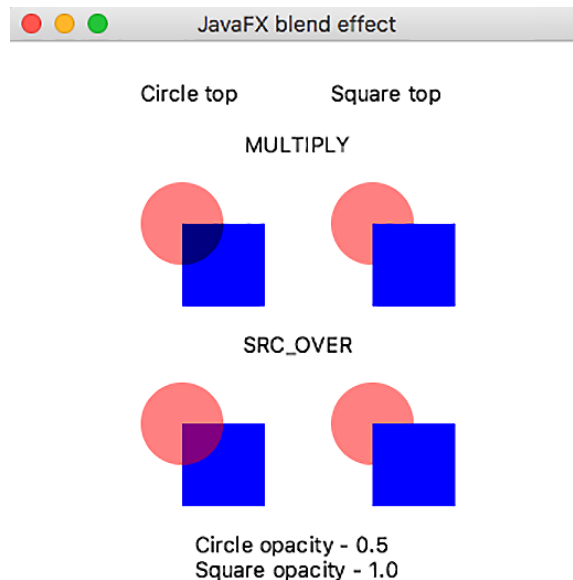 JavaFX blend effect
Circle top Square top
MULTIPLY
SRC_OVER
Circle opacity - 0.5
Square opacity - 1.0